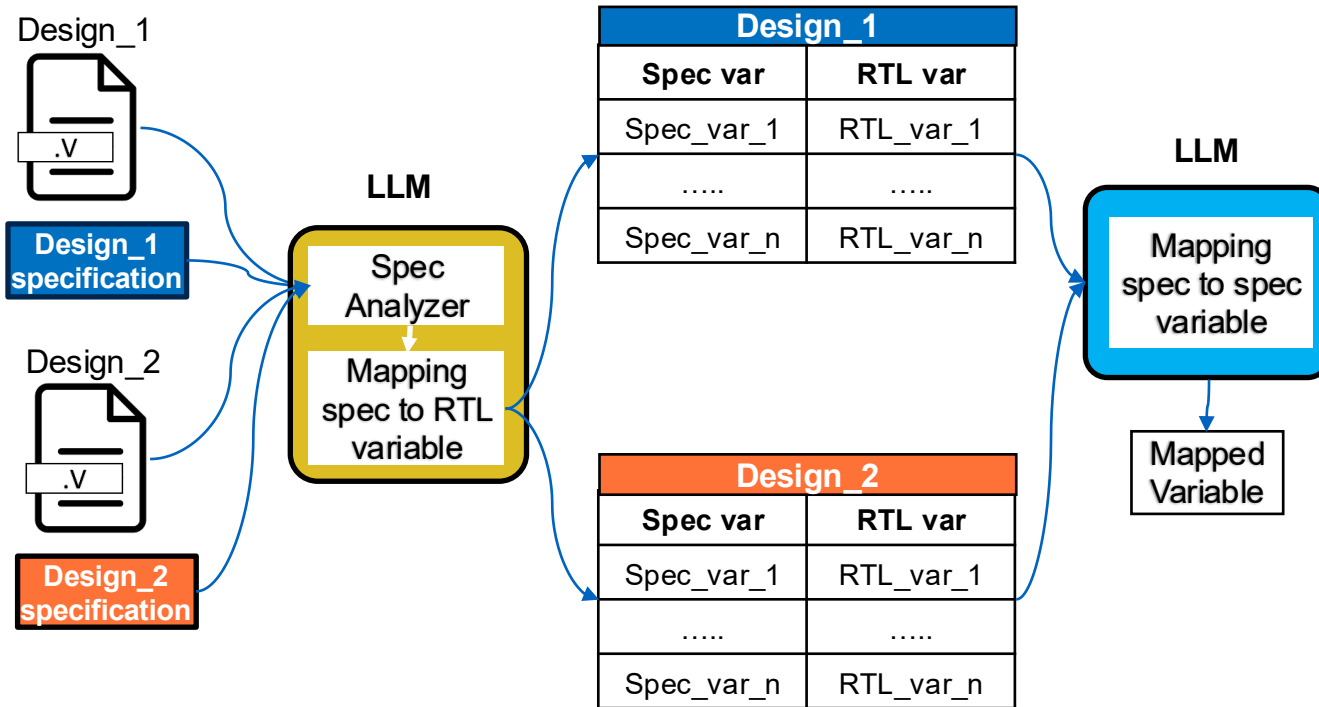 Design_1
.V
Design_1
specification
Design_2
.V
Design_2
specification
LLM
Spec
Analyzer
Mapping
spec to RTL
variable
Design_1
Spec var RTL var
Spec_var_1 RTL_var_1
..... .....
Spec_var_n RTL_var_n
Design_2
Spec var RTL var
Spec_var_1 RTL_var_1
..... .....
Spec_var_n RTL_var_n
LLM
Mapping
spec to spec
variable
Mapped
Variable